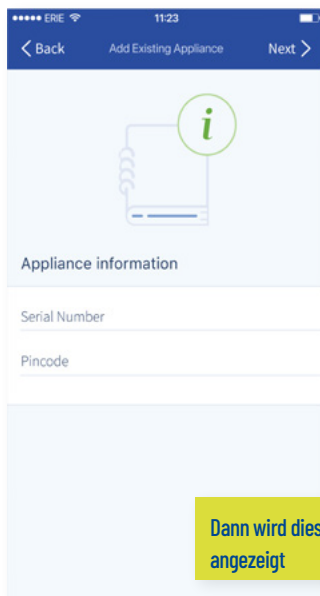 ERIE 11:23
Back Add Existing Appliance Next
i
Appliance information
Serial Number
Pincode
Dann wird dies
angezeigt